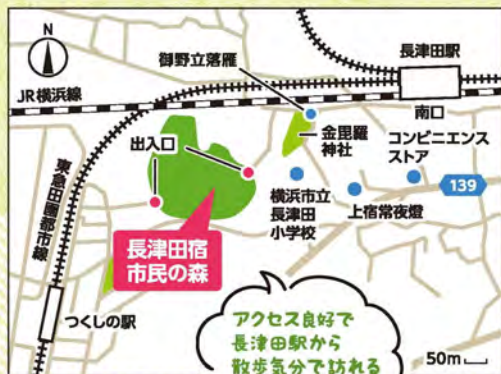 N
長津田駅
御野立落雁
JR横浜線
南口
出入口
金毘羅
神社
コンビニエンス
ストア
139
東急田園都市線
横浜市立
長津田
小学校
上宿常夜燈
長津田宿
市民の森
つくしの駅
アクセス良好で
長津田駅から
散歩気分で訪れる
50m